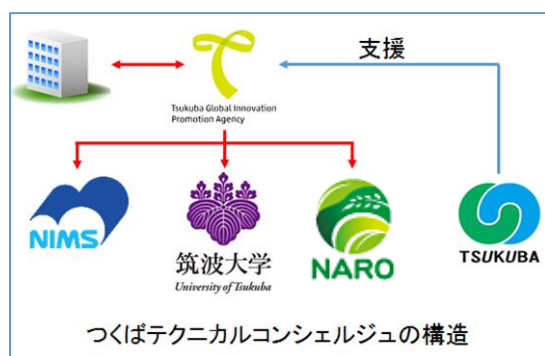 支援
Tsukuba Global Innovation
Promotion Agency
NIMS
筑波大学
University of Tsukuba
NARO
TSUKUBA
つくばテクニカルコンシェルジュの構造